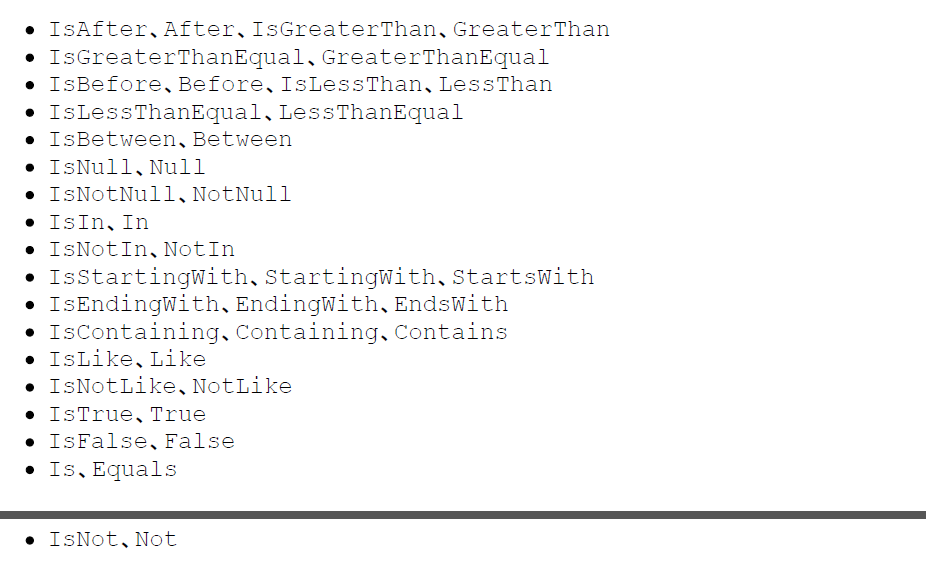 • IsAfter、After、IsGreaterThan、GreaterThan
• IsGreaterThanEqual、GreaterThanEqual
• IsBefore、Before、IsLessThan、LessThan
• IsLessThanEqual、LessThanEqual
• IsBetween、Between
• IsNull、Null
• IsNotNull、NotNull
• IsIn、In
• IsNotIn、NotIn
• IsStartingWith、StartingWith、StartsWith
• IsEndingWith、EndingWith、EndsWith
• IsContaining、Containing、Contains
• IsLike、Like
• IsNotLike、NotLike
• IsTrue、True
• IsFalse、False
• Is、Equals
• IsNot、Not